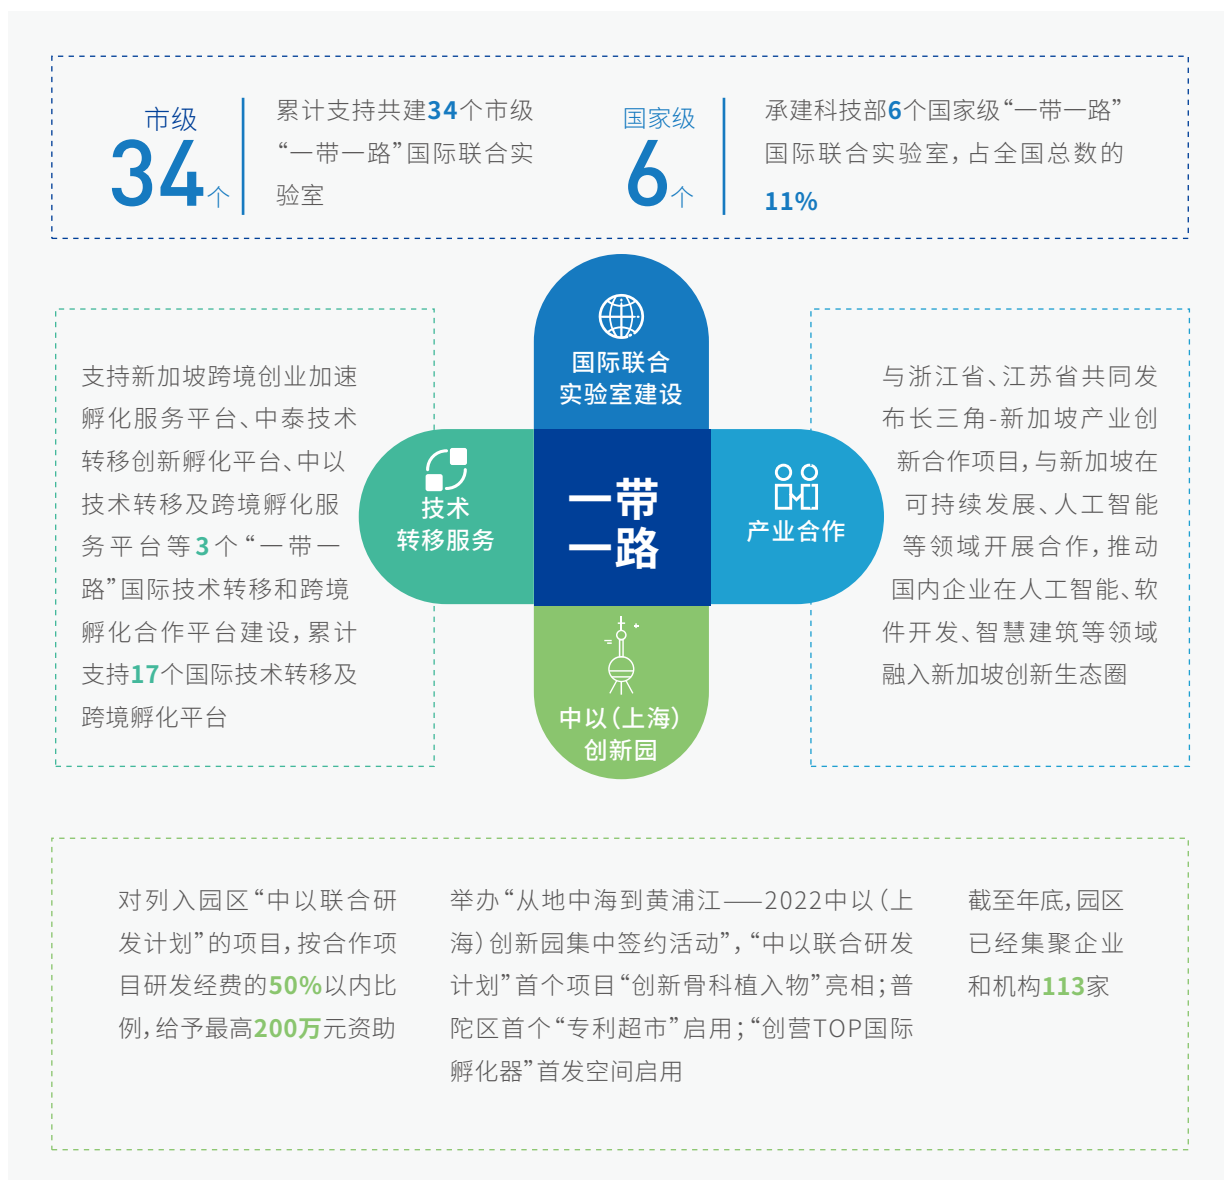 市级
34个
累计支持共建34个市级
“一带一路”国际联合实
验室
国家级
6个
承建科技部6个国家级“一带一路”
国际联合实验室，占全国总数的
11%
国际联合
实验室建设
支持新加坡跨境创业加速
孵化服务平台、中泰技术
转移创新孵化平台、中以
技术转移及跨境孵化服
务平台等3个“一带一
路”国际技术转移和跨境
孵化合作平台建设，累计
支持17个国际技术转移及
跨境孵化平台
技术
转移服务
一带
一路
产业合作
与浙江省、江苏省共同发
布长三角-新加坡产业创
新合作项目，与新加坡在
可持续发展、人工智能
等领域开展合作，推动
国内企业在人工智能、软
件开发、智慧建筑等领域
融入新加坡创新生态圈
中以（上海）
创新园
对列入园区“中以联合研
发计划”的项目，按合作项
目研发经费的50%以内比
例，给予最高200万元资助
举办“从地中海到黄浦江——2022中以（上
海）创新园集中签约活动”，“中以联合研发
计划”首个项目“创新骨科植入物”亮相；普
陀区首个“专利超市”启用；“创营TOP国际
孵化器”首发空间启用
截至年底，园区
已经集聚企业
和机构113家